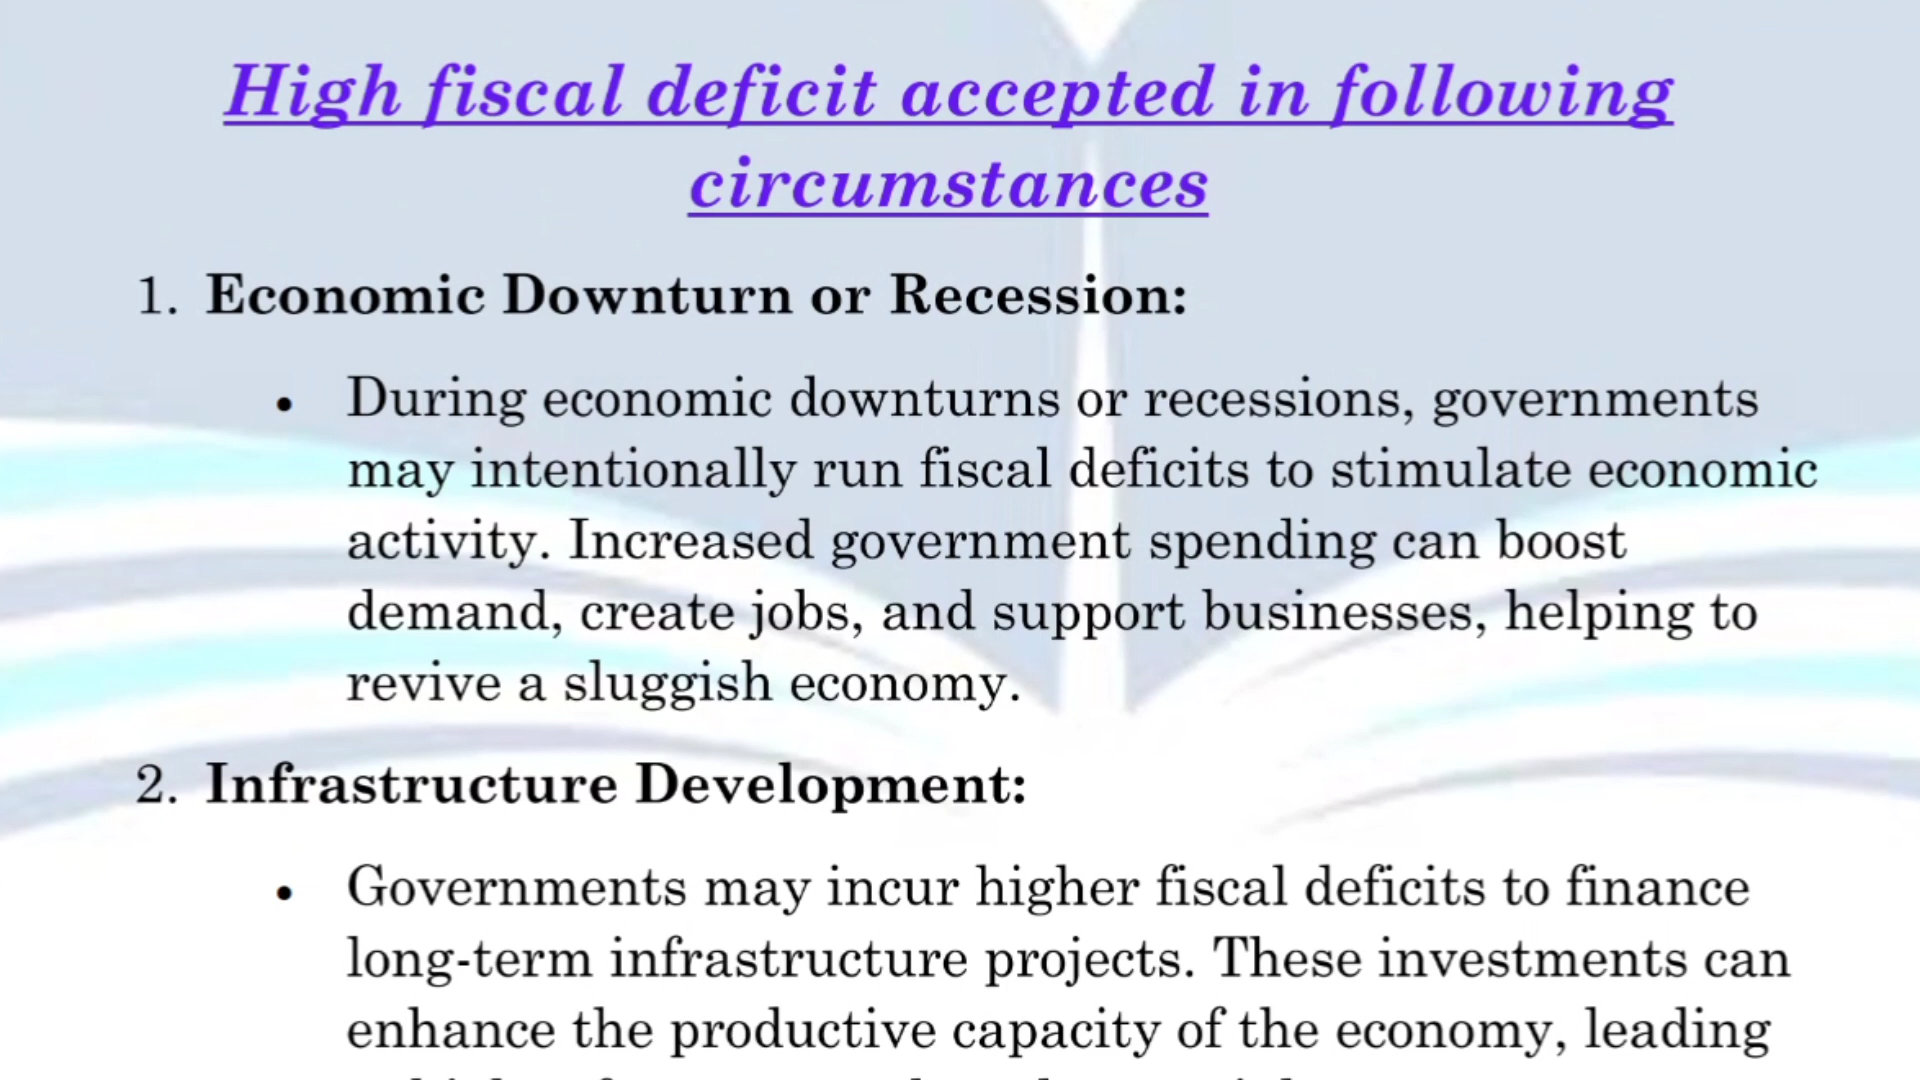 High fiscal deficit accepted in following
circumstances
1. Economic Downturn or Recession:
• During economic downturns or recessions, governments
may intentionally run fiscal deficits to stimulate economic
activity. Increased government spending can boost
demand, create jobs, and support businesses, helping to
revive a sluggish economy.
2. Infrastructure Development:
• Governments may incur higher fiscal deficits to finance
long-term infrastructure projects. These investments can
enhance the productive capacity of the economy, leading